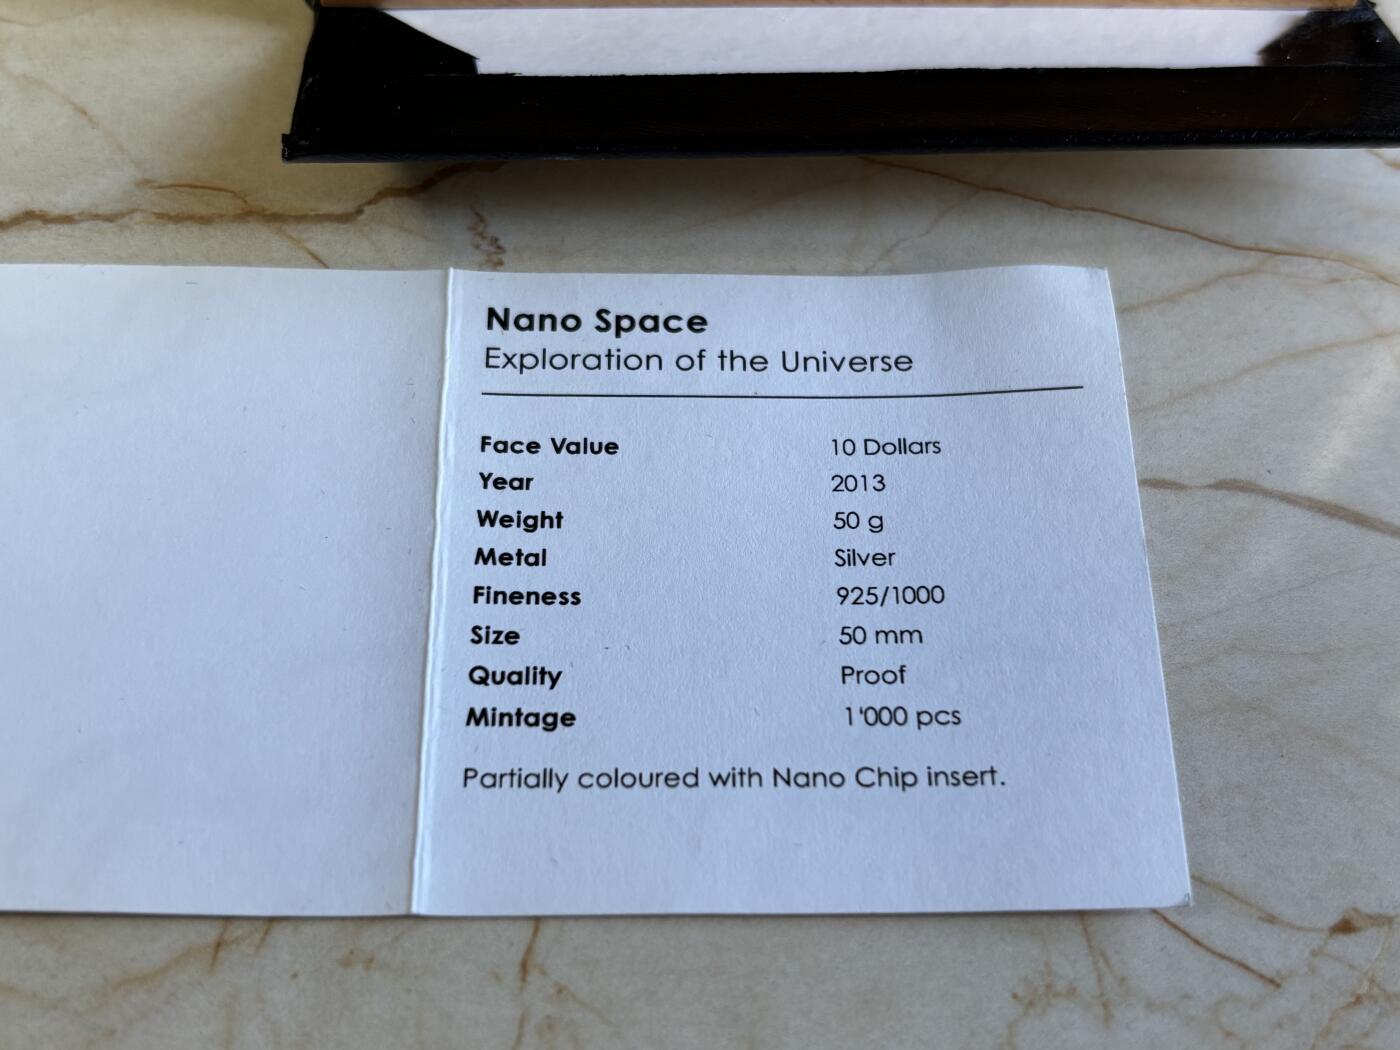 Nano Space
Exploration of the Universe
Face Value 10 Dollars
Year 2013
Weight 50 g
Metal Silver
Fineness 925/1000
Size 50 mm
Quality Proof
Mintage 1'000 pcs
Partially coloured with Nano Chip insert.